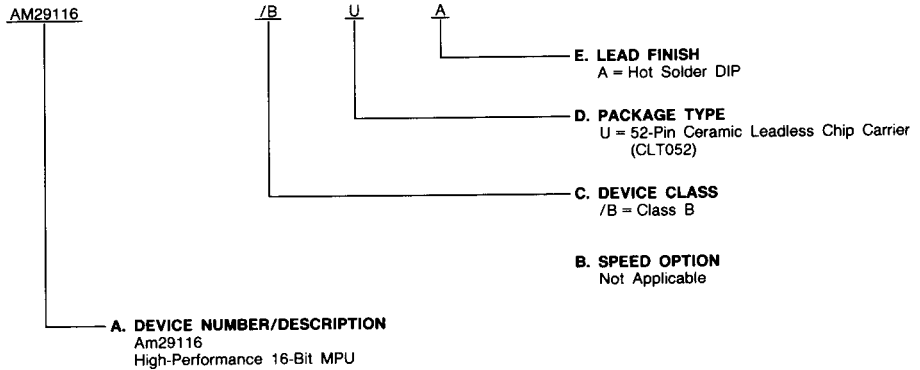 AM29116 /B U A
E. LEAD FINISH
A = Hot Solder DIP
D. PACKAGE TYPE
U = 52-Pin Ceramic Leadless Chip Carrier
(CLT052)
C. DEVICE CLASS
/B = Class B
B. SPEED OPTION
Not Applicable
A. DEVICE NUMBER/DESCRIPTION
Am29116
High-Performance 16-Bit MPU